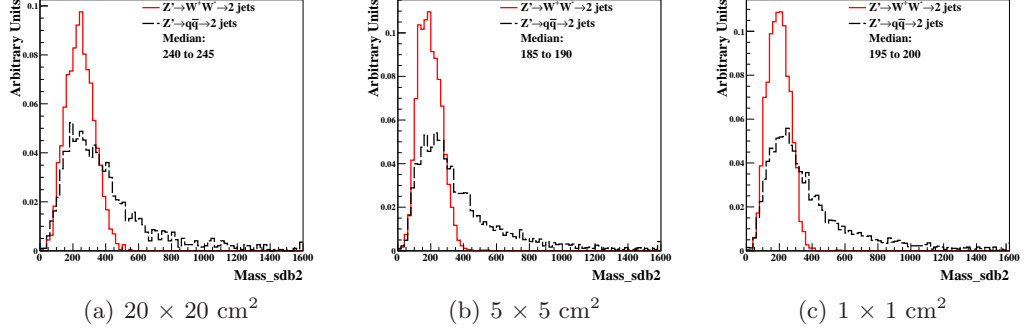 Arbitrary Units
0.1
0.08
0.06
0.04
0.02
0
Z'→W⁺W⁻→2 jets
Z'→qq̅→2 jets
Median:
240 to 245
0 200 400 600 800 1000 1200 1400 1600
Mass_sdb2
(a) 20 × 20 cm²
Arbitrary Units
0.1
0.08
0.06
0.04
0.02
0
Z'→W⁺W⁻→2 jets
Z'→qq̅→2 jets
Median:
185 to 190
0 200 400 600 800 1000 1200 1400 1600
Mass_sdb2
(b) 5 × 5 cm²
Arbitrary Units
0.1
0.08
0.06
0.04
0.02
0
Z'→W⁺W⁻→2 jets
Z'→qq̅→2 jets
Median:
195 to 200
0 200 400 600 800 1000 1200 1400 1600
Mass_sdb2
(c) 1 × 1 cm²